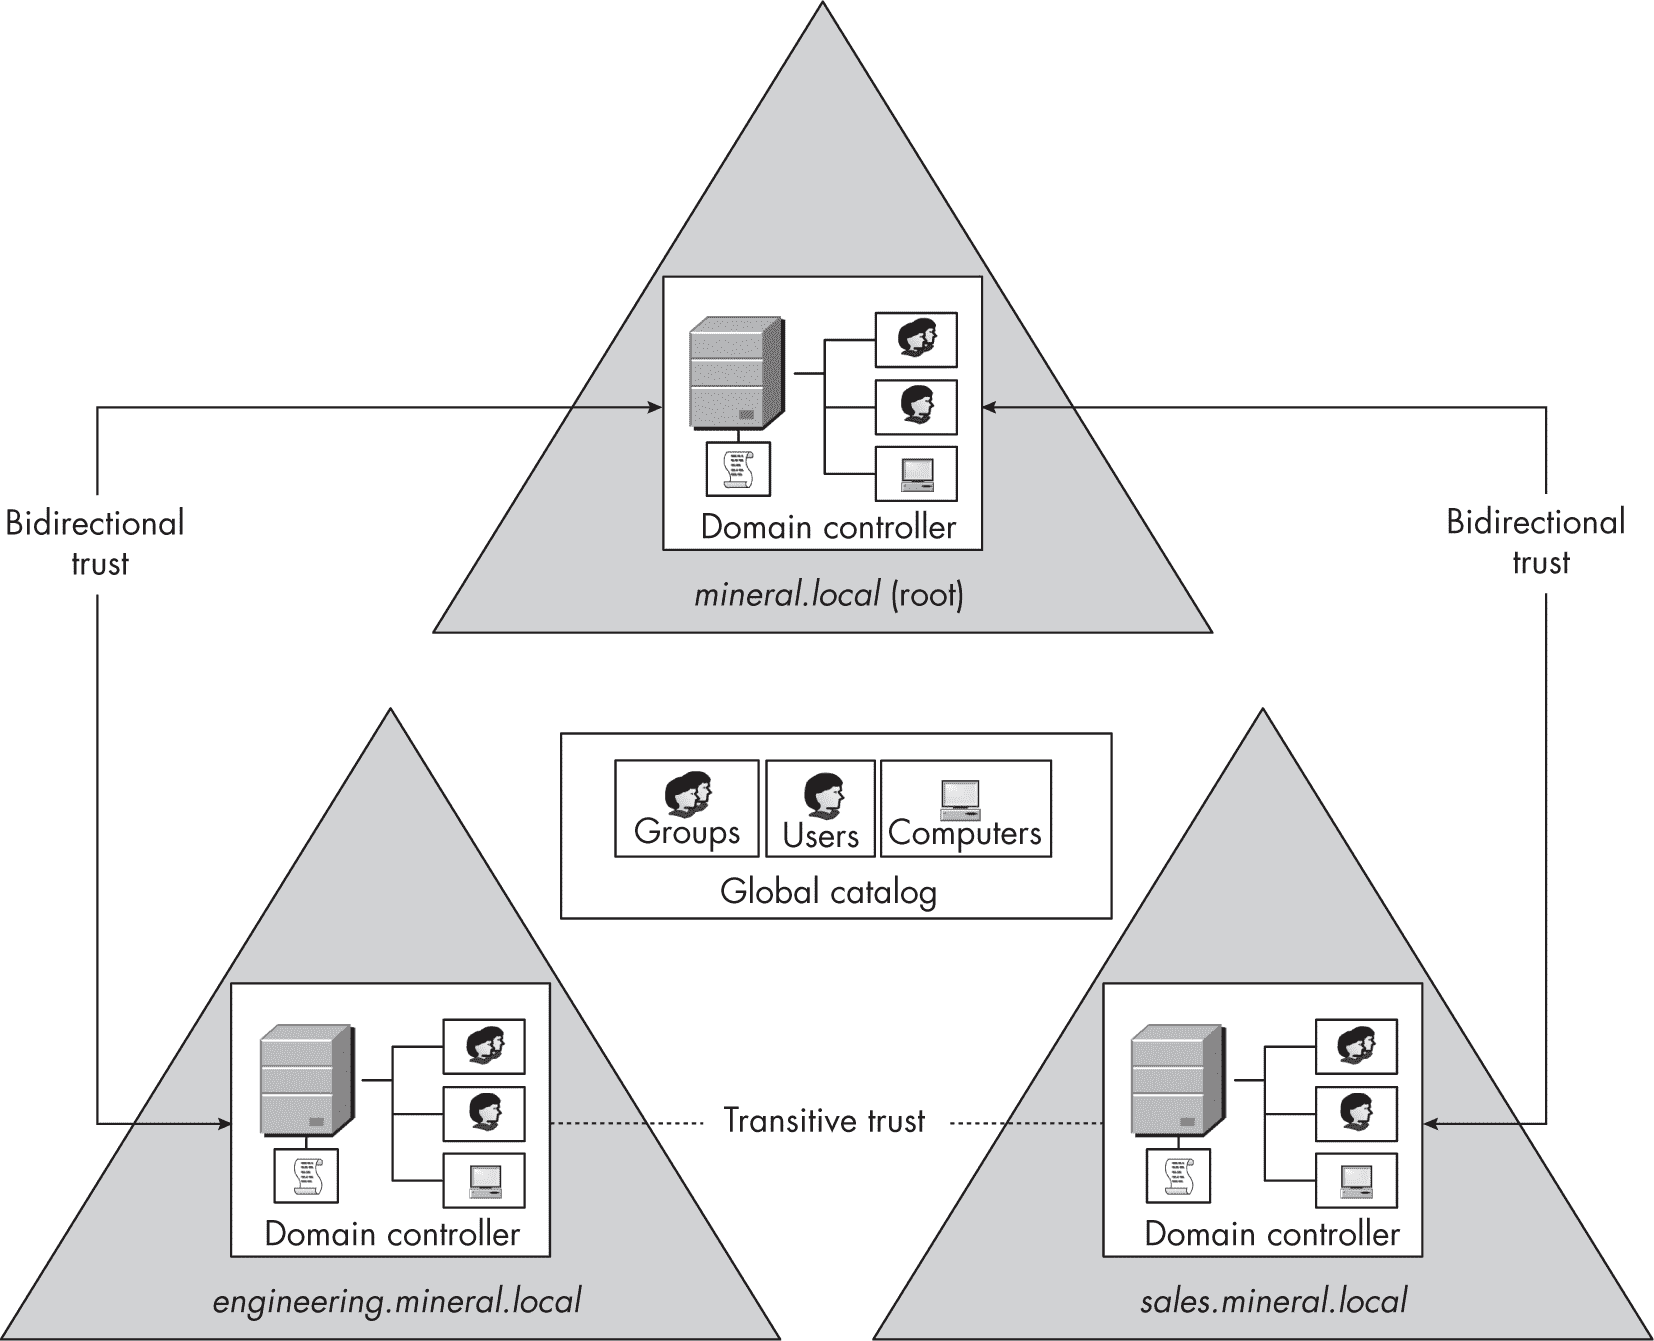 Domain controller
mineral.local (root)
Bidirectional
trust
Bidirectional
trust
Groups
Users
Computers
Global catalog
Transitive trust
Domain controller
engineering.mineral.local
Domain controller
sales.mineral.local